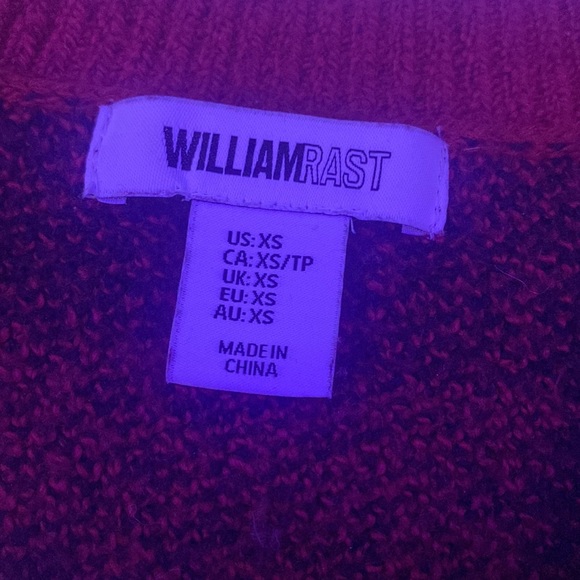 WILLIAMRAST
US: XS
CA: XS/TP
UK: XS
EU: XS
AU: XS
MADE IN
CHINA